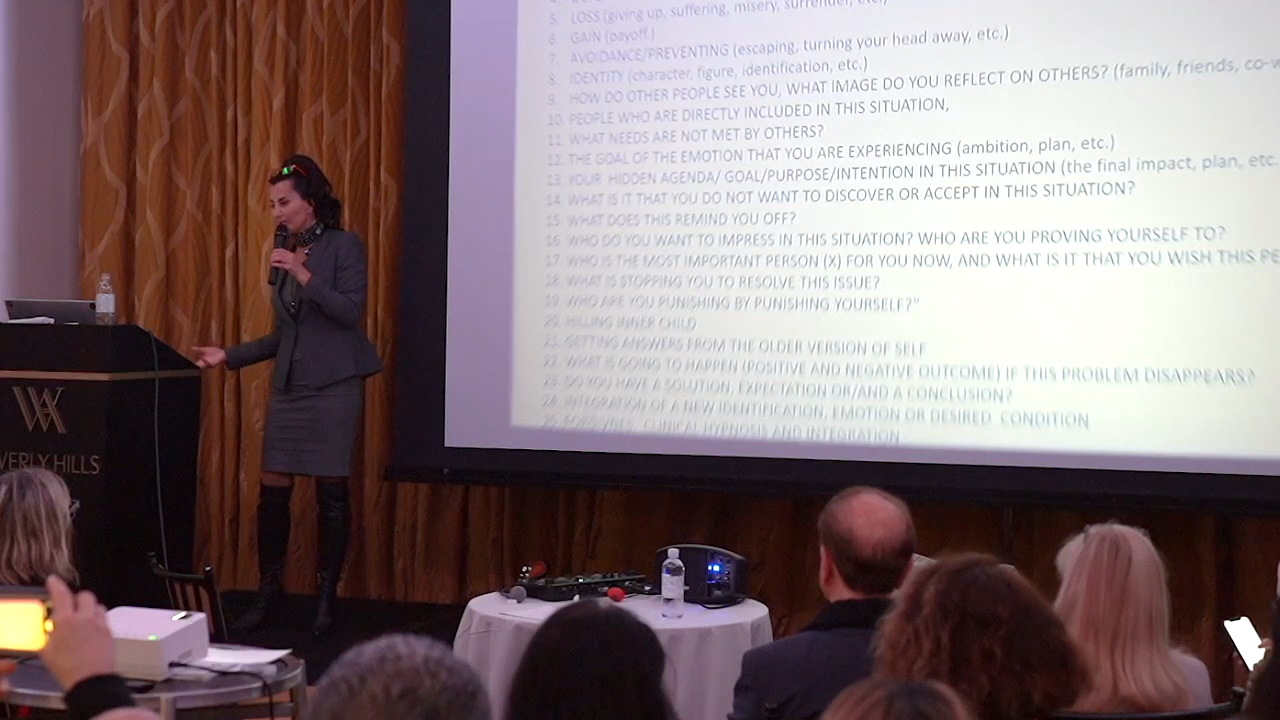 5. LOSS (giving up, suffering, misery, surrender, etc.)
6. GAIN (payoff.)
7. AVOIDANCE/PREVENTING (escaping, turning your head away, etc.)
8. IDENTITY (character, figure, identification, etc.)
9. HOW DO OTHER PEOPLE SEE YOU, WHAT IMAGE DO YOU REFLECT ON OTHERS? (family, friends, co-w
10. PEOPLE WHO ARE DIRECTLY INCLUDED IN THIS SITUATION,
11. WHAT NEEDS ARE NOT MET BY OTHERS?
12. THE GOAL OF THE EMOTION THAT YOU ARE EXPERIENCING (ambition, plan, etc.)
13. YOUR HIDDEN AGENDA/ GOAL/PURPOSE/INTENTION IN THIS SITUATION (the final impact, plan, etc.
14. WHAT IS IT THAT YOU DO NOT WANT TO DISCOVER OR ACCEPT IN THIS SITUATION?
15. WHAT DOES THIS REMIND YOU OFF?
16. WHO DO YOU WANT TO IMPRESS IN THIS SITUATION? WHO ARE YOU PROVING YOURSELF TO?
17. WHO IS THE MOST IMPORTANT PERSON (X) FOR YOU NOW, AND WHAT IS IT THAT YOU WISH THIS PE
18. WHAT IS STOPPING YOU TO RESOLVE THIS ISSUE?
19. WHO ARE YOU PUNISHING BY PUNISHING YOURSELF?"
20. HILLING INNER CHILD
21. GETTING ANSWERS FROM THE OLDER VERSION OF SELF
22. WHAT IS GOING TO HAPPEN (POSITIVE AND NEGATIVE OUTCOME) IF THIS PROBLEM DISAPPEARS?
23. DO YOU HAVE A SOLUTION, EXPECTATION OR/AND A CONCLUSION?
24. INTEGRATION OF A NEW IDENTIFICATION, EMOTION OR DESIRED CONDITION
CLINICAL HYPNOSIS AND INTEGRATION
VERLY HILLS